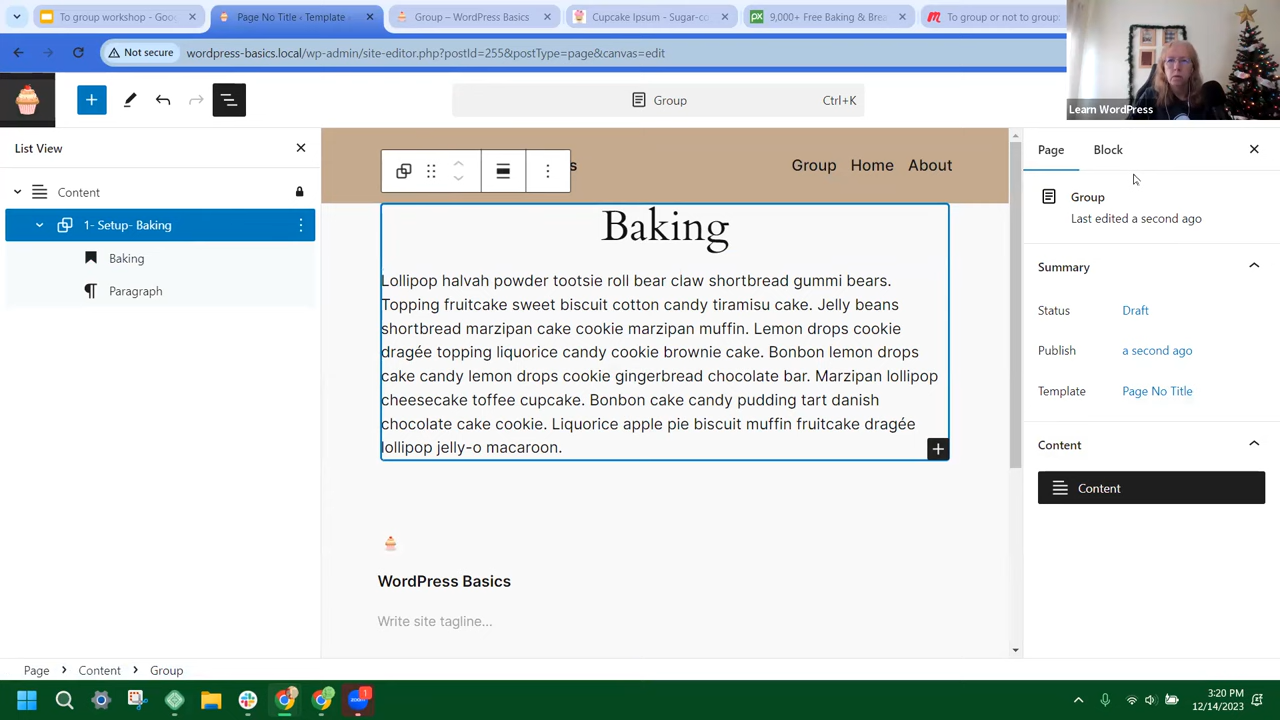 To group workshop - Goo
Page No Title ‹ Template ‹
Group – WordPress Basics
Cupcake Ipsum - Sugar-co
9,000+ Free Baking & Brea
To group or not to group:
Not secure
wordpress-basics.local/wp-admin/site-editor.php?postId=255&postType=page&canvas=edit
Learn WordPress
Group
Ctrl+K
List View
Content
1- Setup- Baking
Baking
Paragraph
s
Group Home About
Baking
Lollipop halvah powder tootsie roll bear claw shortbread gummi bears.
Topping fruitcake sweet biscuit cotton candy tiramisu cake. Jelly beans
shortbread marzipan cake cookie marzipan muffin. Lemon drops cookie
dragée topping liquorice candy cookie brownie cake. Bonbon lemon drops
cake candy lemon drops cookie gingerbread chocolate bar. Marzipan lollipop
cheesecake toffee cupcake. Bonbon cake candy pudding tart danish
chocolate cake cookie. Liquorice apple pie biscuit muffin fruitcake dragée
lollipop jelly-o macaroon.
WordPress Basics
Write site tagline...
Page Block
Group
Last edited a second ago
Summary
Status Draft
Publish a second ago
Template Page No Title
Content
Content
Page > Content > Group
3:20 PM
12/14/2023